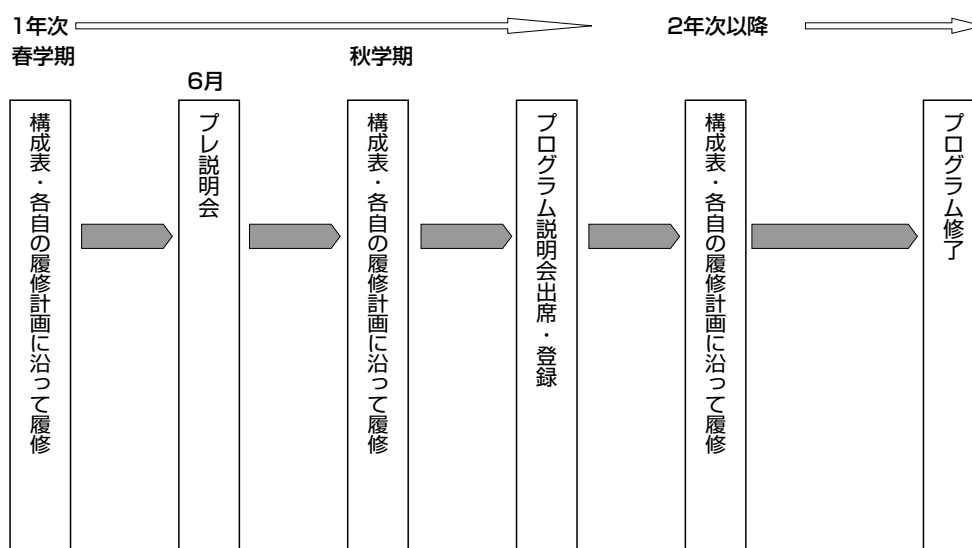 1年次
2年次以降
春学期
秋学期
6月
構成表・各自の履修計画に沿って履修
プレ説明会
構成表・各自の履修計画に沿って履修
プログラム説明会出席・登録
構成表・各自の履修計画に沿って履修
プログラム修了